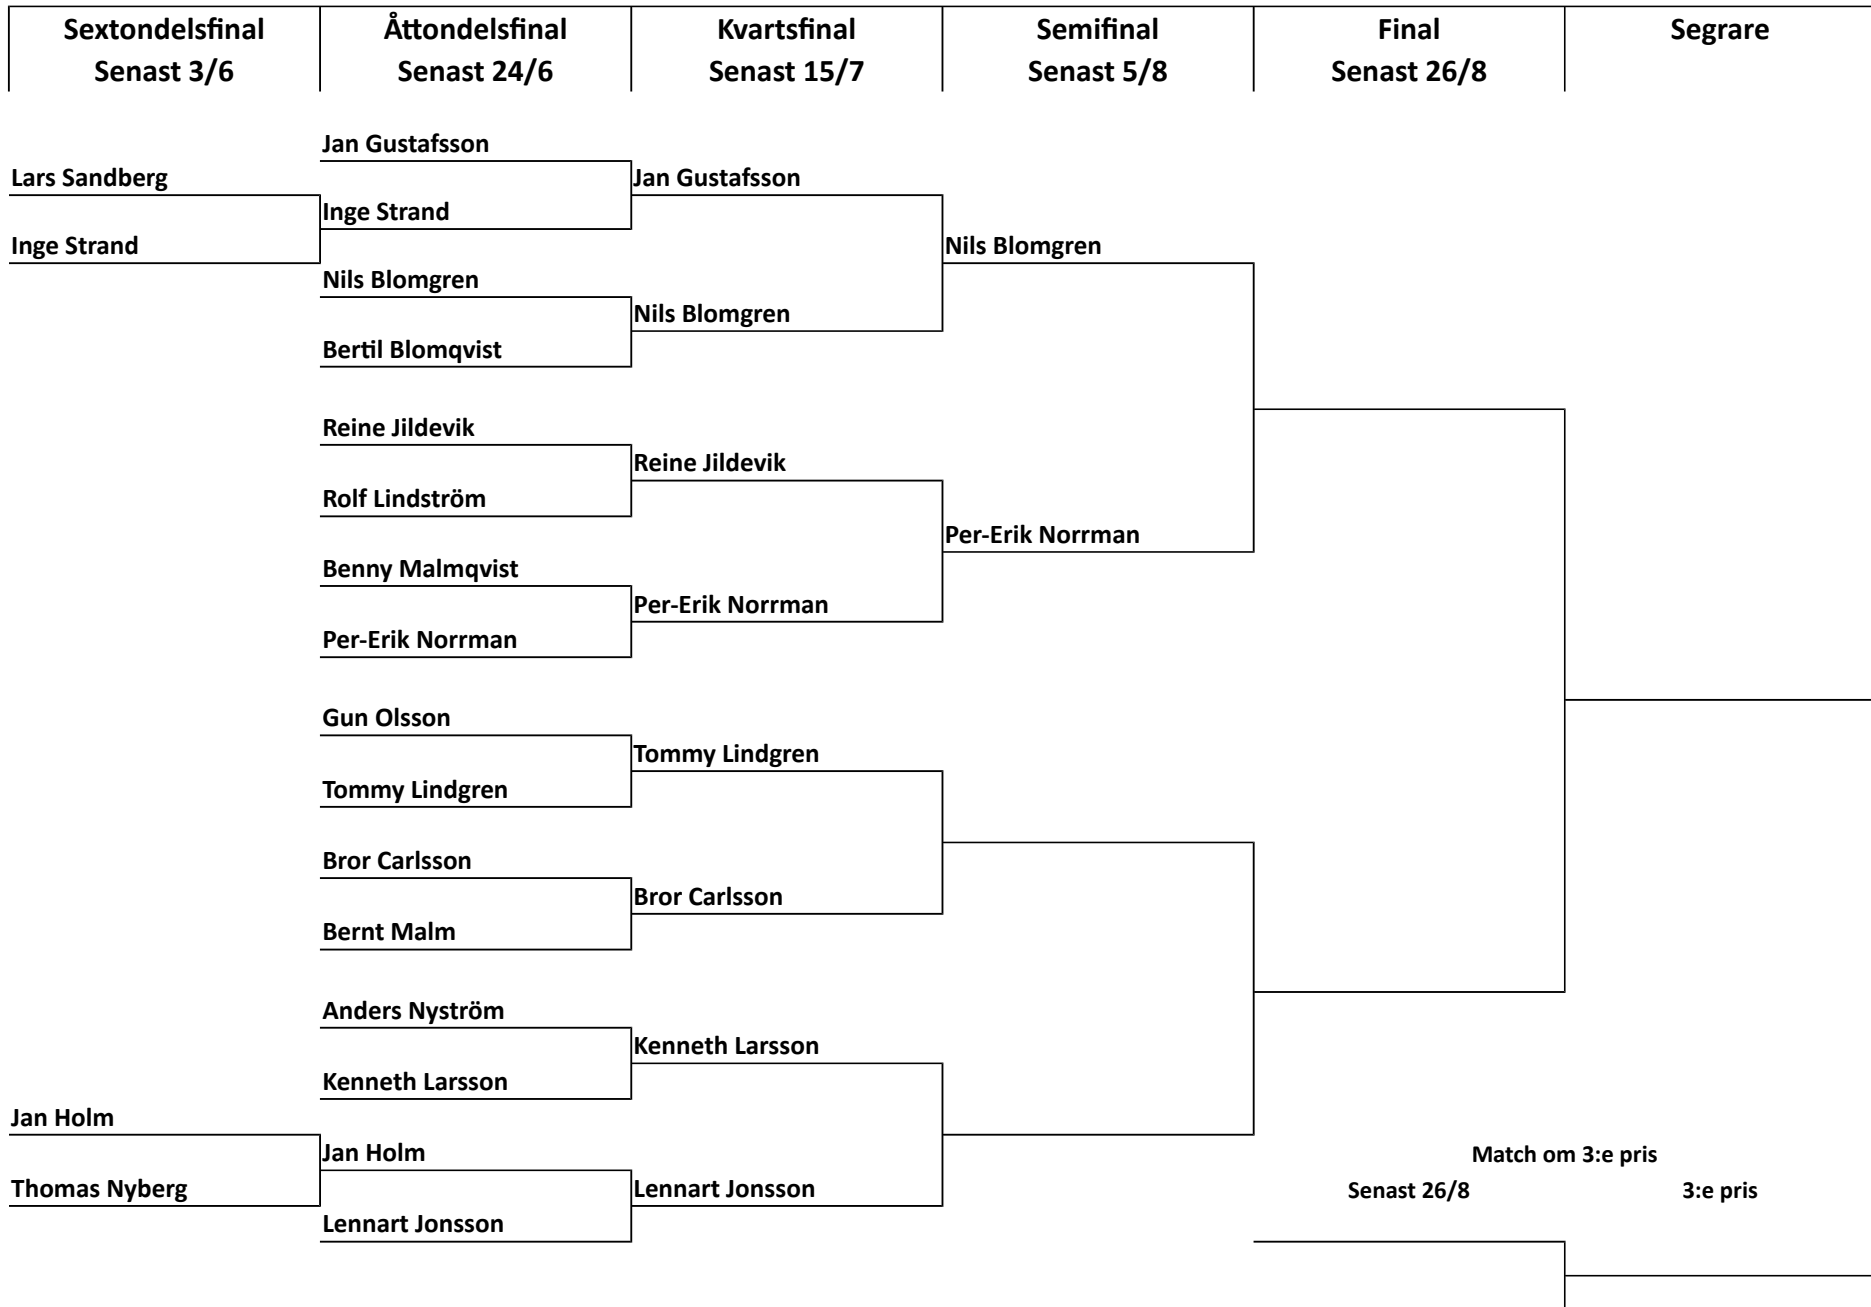 Sextondelsfinal
Senast 3/6
Åttondelsfinal
Senast 24/6
Kvartsfinal
Senast 15/7
Semifinal
Senast 5/8
Final
Senast 26/8
Segrare
Lars Sandberg
Inge Strand
Jan Holm
Thomas Nyberg
Jan Gustafsson
Inge Strand
Nils Blomgren
Bertil Blomqvist
Reine Jildevik
Rolf Lindström
Benny Malmqvist
Per-Erik Norrman
Gun Olsson
Tommy Lindgren
Bror Carlsson
Bernt Malm
Anders Nyström
Kenneth Larsson
Jan Holm
Lennart Jonsson
Jan Gustafsson
Nils Blomgren
Reine Jildevik
Per-Erik Norrman
Tommy Lindgren
Bror Carlsson
Kenneth Larsson
Lennart Jonsson
Nils Blomgren
Per-Erik Norrman
Match om 3:e pris
Senast 26/8
3:e pris